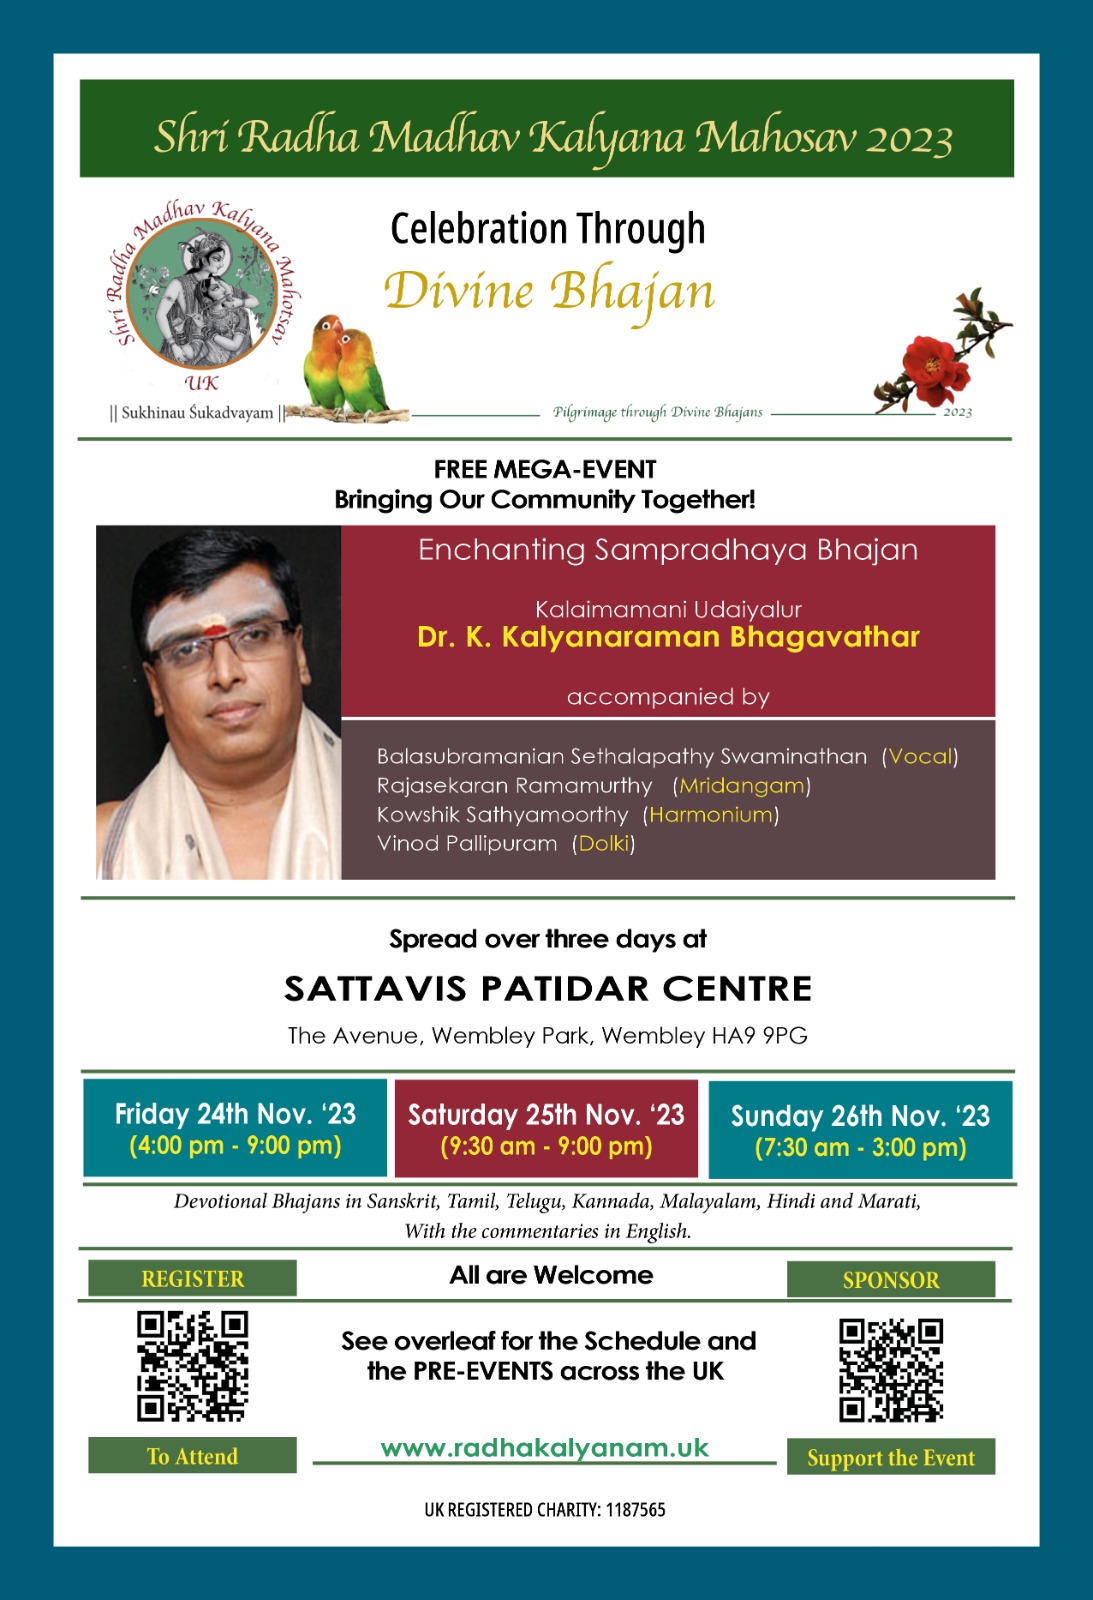 Shri Radha Madhav Kalyana Mahosav 2023
Shri Radha Madhav Kalyana Mahotsav
UK
Celebration Through
Divine Bhajan
|| Sukhinau Śukadvayam ||
Pilgrimage through Divine Bhajans
2023
FREE MEGA-EVENT
Bringing Our Community Together!
Enchanting Sampradhaya Bhajan
Kalaimamani Udaiyalur
Dr. K. Kalyanaraman Bhagavathar
accompanied by
Balasubramanian Sethalapathy Swaminathan (Vocal)
Rajasekaran Ramamurthy (Mridangam)
Kowshik Sathyamoorthy (Harmonium)
Vinod Pallipuram (Dolki)
Spread over three days at
SATTAVIS PATIDAR CENTRE
The Avenue, Wembley Park, Wembley HA9 9PG
Friday 24th Nov. ‘23
(4:00 pm - 9:00 pm)
Saturday 25th Nov. ‘23
(9:30 am - 9:00 pm)
Sunday 26th Nov. ‘23
(7:30 am - 3:00 pm)
Devotional Bhajans in Sanskrit, Tamil, Telugu, Kannada, Malayalam, Hindi and Marati,
With the commentaries in English.
REGISTER
All are Welcome
SPONSOR
See overleaf for the Schedule and
the PRE-EVENTS across the UK
To Attend
www.radhakalyanam.uk
Support the Event
UK REGISTERED CHARITY: 1187565